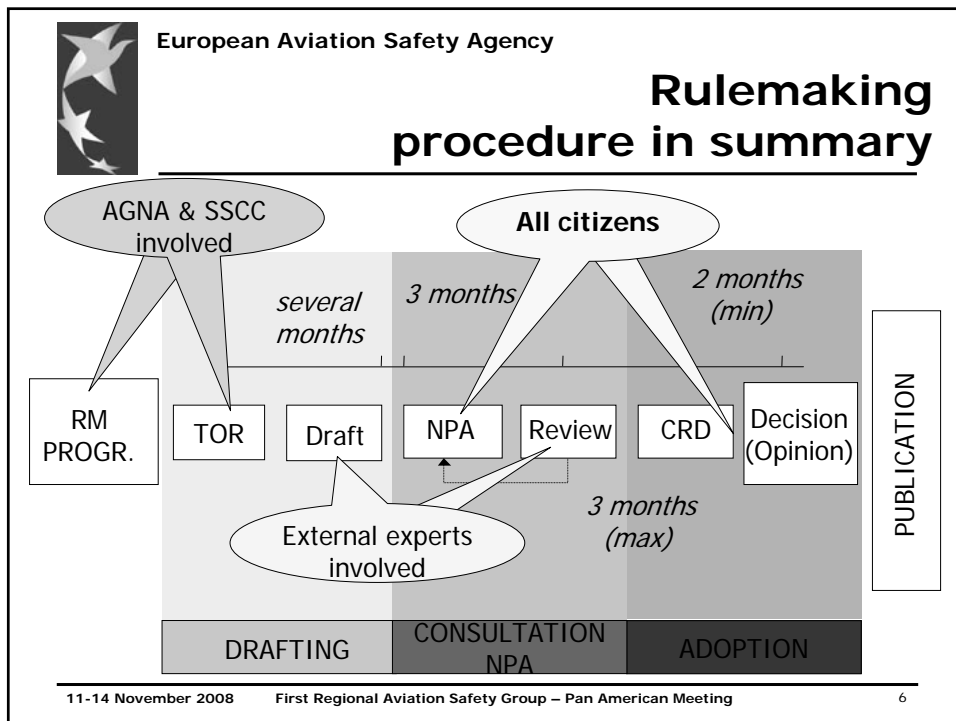 European Aviation Safety Agency
Rulemaking
procedure in summary
AGNA & SSCC
involved
All citizens
several
months
3 months
2 months
(min)
RM
PROGR.
TOR
Draft
NPA
Review
CRD
Decision
(Opinion)
PUBLICATION
External experts
involved
3 months
(max)
DRAFTING
CONSULTATION
NPA
ADOPTION
11-14 November 2008 First Regional Aviation Safety Group – Pan American Meeting 6